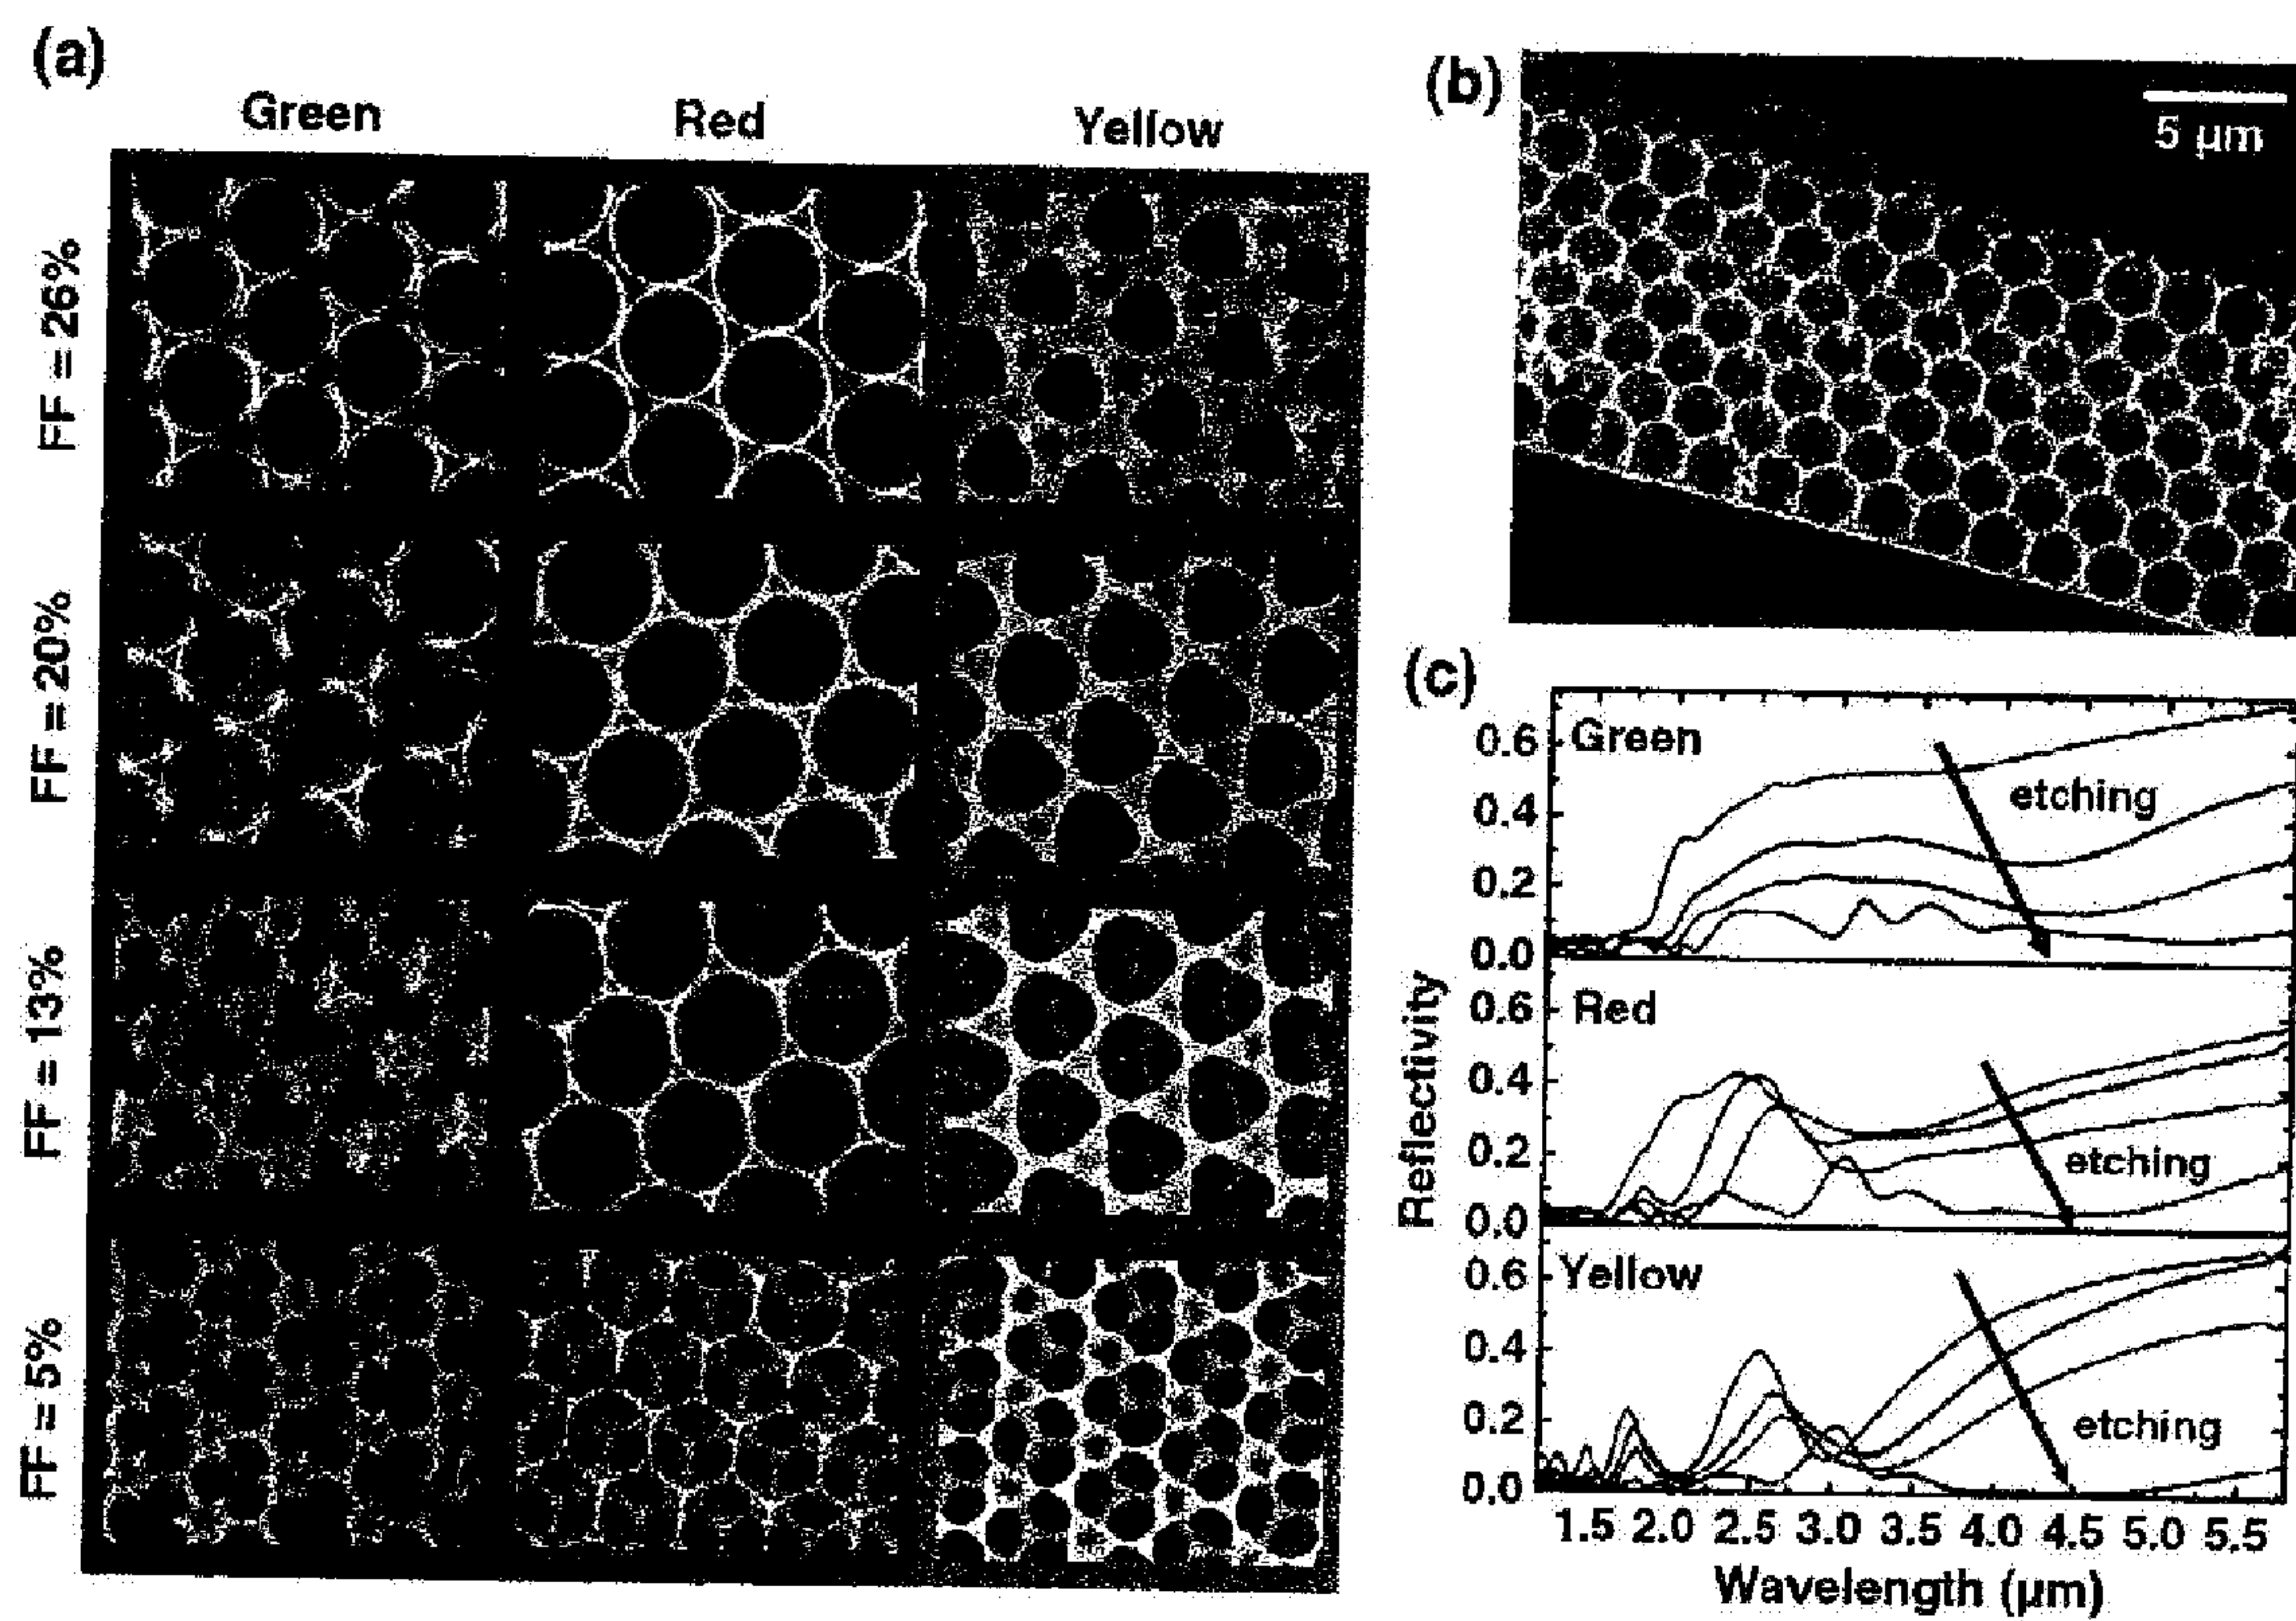 (a)
Green Red Yellow
FF = 26%
FF = 20%
FF = 13%
FF = 5%
(b)
5 μm
(c)
Green
etching
0.6
0.4
0.2
0.0
Red
etching
0.6
0.4
0.2
0.0
Yellow
etching
0.6
0.4
0.2
0.0
Reflectivity
1.5 2.0 2.5 3.0 3.5 4.0 4.5 5.0 5.5
Wavelength (μm)